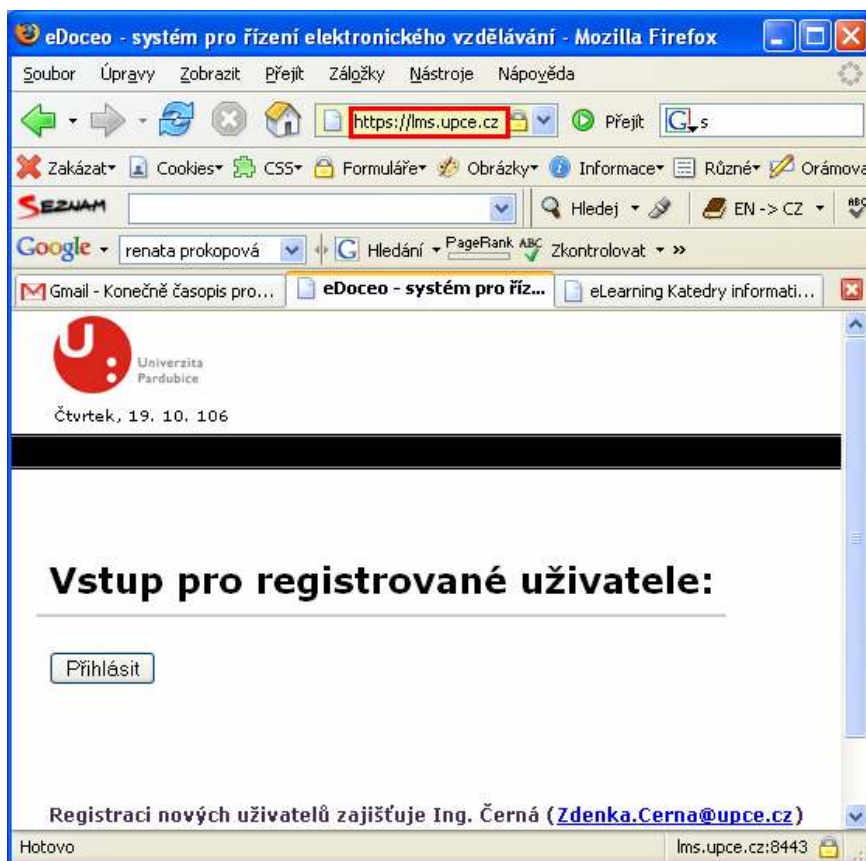 eDoceo - systém pro řízení elektronického vzdělávání - Mozilla Firefox
Soubor Úpravy Zobrazit Přejít Záložky Nástroje Nápověda
https://lms.upce.cz Přejít G s
Zakázat Cookies CSS Formuláře Obrázky Informace Různé Orámova
SEZNAM Hledej EN -> CZ ABC
Google renata prokopová G Hledání PageRank ABC Zkontrolovat »
Gmail - Konečně časopis pro... eDoceo - systém pro říz... eLearning Katedry informati...
Univerzita
Pardubice
Čtvrtek, 19. 10. 106
Vstup pro registrované uživatele:
Přihlásit
Registraci nových uživatelů zajišťuje Ing. Černá (Zdenka.Cerna@upce.cz)
Hotovo lms.upce.cz:8443